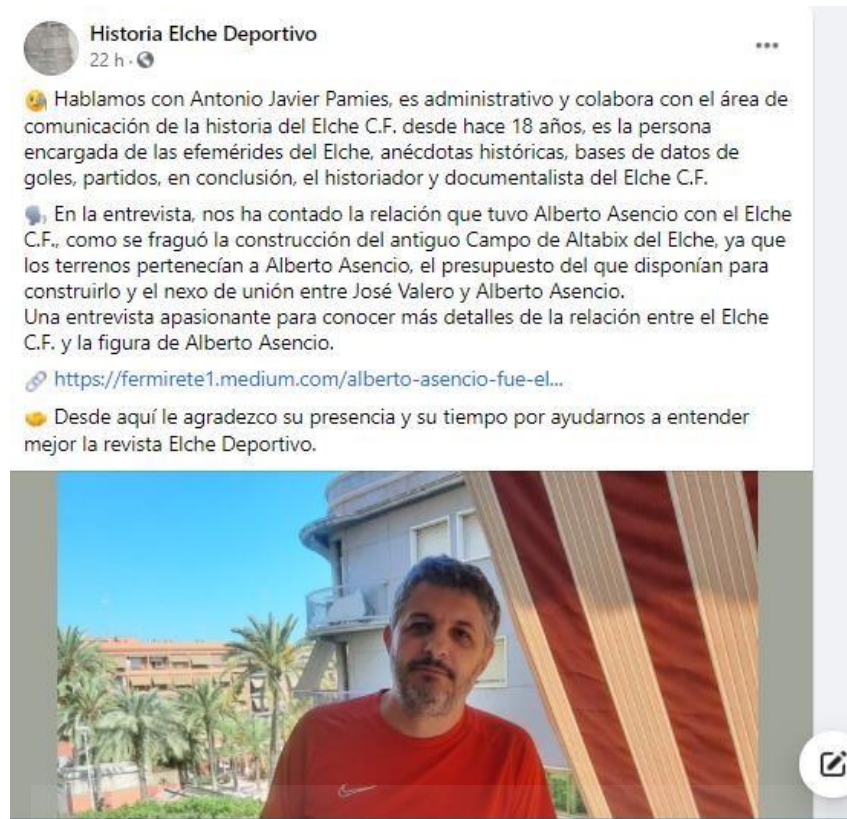 Historia Elche Deportivo
22 h ·
Hablamos con Antonio Javier Pamies, es administrativo y colabora con el área de
comunicación de la historia del Elche C.F. desde hace 18 años, es la persona
encargada de las efemérides del Elche, anécdotas históricas, bases de datos de
goles, partidos, en conclusión, el historiador y documentalista del Elche C.F.
, En la entrevista, nos ha contado la relación que tuvo Alberto Asencio con el Elche
C.F., como se fraguó la construcción del antiguo Campo de Altabix del Elche, ya que
los terrenos pertenecían a Alberto Asencio, el presupuesto del que disponían para
construirlo y el nexo de unión entre José Valero y Alberto Asencio.
Una entrevista apasionante para conocer más detalles de la relación entre el Elche
C.F. y la figura de Alberto Asencio.
https://fermirete1.medium.com/alberto-asencio-fue-el...
Desde aquí le agradezco su presencia y su tiempo por ayudarnos a entender
mejor la revista Elche Deportivo.